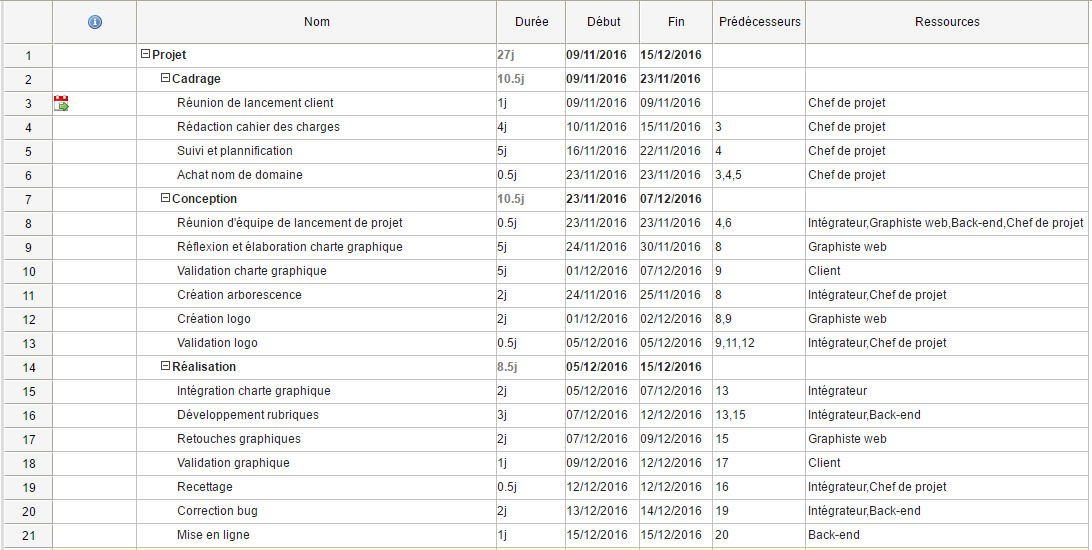 Nom Durée Début Fin Prédécesseurs Ressources
1 Projet 27j 09/11/2016 15/12/2016
2 Cadrage 10.5j 09/11/2016 23/11/2016
3 Réunion de lancement client 1j 09/11/2016 09/11/2016 Chef de projet
4 Rédaction cahier des charges 4j 10/11/2016 15/11/2016 3 Chef de projet
5 Suivi et plannification 5j 16/11/2016 22/11/2016 4 Chef de projet
6 Achat nom de domaine 0.5j 23/11/2016 23/11/2016 3,4,5 Chef de projet
7 Conception 10.5j 23/11/2016 07/12/2016
8 Réunion d'équipe de lancement de projet 0.5j 23/11/2016 23/11/2016 4,6 Intégrateur,Graphiste web,Back-end,Chef de projet
9 Réflexion et élaboration charte graphique 5j 24/11/2016 30/11/2016 8 Graphiste web
10 Validation charte graphique 5j 01/12/2016 07/12/2016 9 Client
11 Création arborescence 2j 24/11/2016 25/11/2016 8 Intégrateur,Chef de projet
12 Création logo 2j 01/12/2016 02/12/2016 8,9 Graphiste web
13 Validation logo 0.5j 05/12/2016 05/12/2016 9,11,12 Intégrateur,Chef de projet
14 Réalisation 8.5j 05/12/2016 15/12/2016
15 Intégration charte graphique 2j 05/12/2016 07/12/2016 13 Intégrateur
16 Développement rubriques 3j 07/12/2016 12/12/2016 13,15 Intégrateur,Back-end
17 Retouches graphiques 2j 07/12/2016 09/12/2016 15 Graphiste web
18 Validation graphique 1j 09/12/2016 12/12/2016 17 Client
19 Recettage 0.5j 12/12/2016 12/12/2016 16 Intégrateur,Chef de projet
20 Correction bug 2j 13/12/2016 14/12/2016 19 Intégrateur,Back-end
21 Mise en ligne 1j 15/12/2016 15/12/2016 20 Back-end